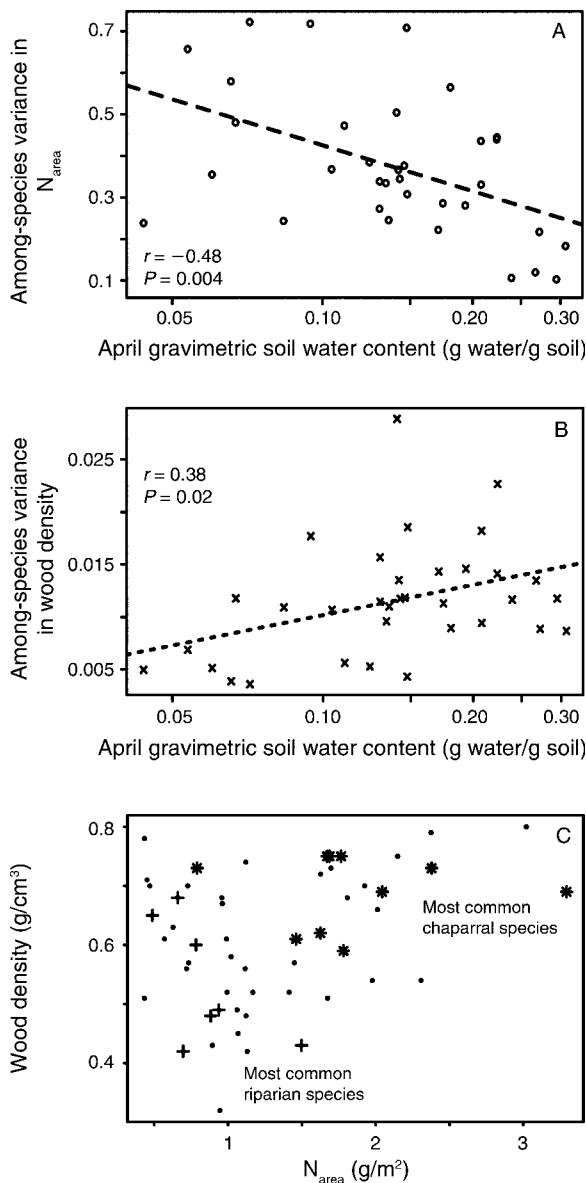 A
Among-species variance in
N_area
0.7
0.5
0.3
0.1
r = −0.48
P = 0.004
0.05 0.10 0.20 0.30
April gravimetric soil water content (g water/g soil)
B
Among-species variance
in wood density
0.025
0.015
0.005
r = 0.38
P = 0.02
0.05 0.10 0.20 0.30
April gravimetric soil water content (g water/g soil)
C
Wood density (g/cm³)
0.8
0.6
0.4
Most common
chaparral species
Most common
riparian species
1 2 3
N_area (g/m²)